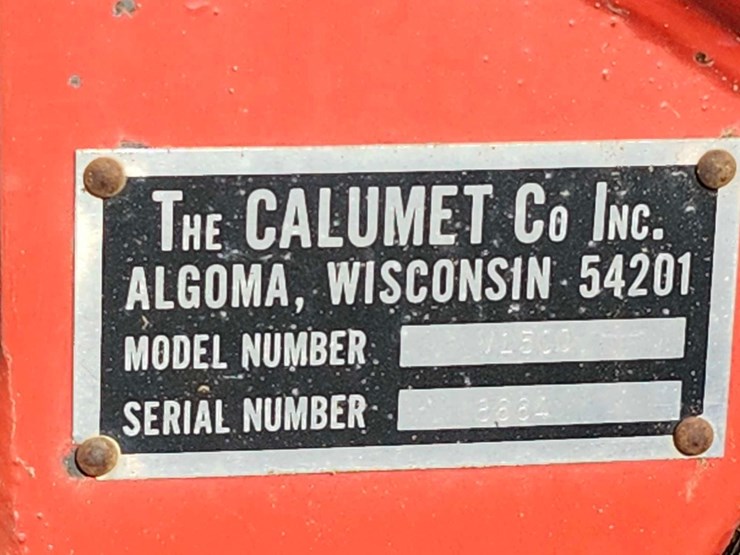 THE CALUMET CO INC.
ALGOMA, WISCONSIN 54201
MODEL NUMBER
SERIAL NUMBER